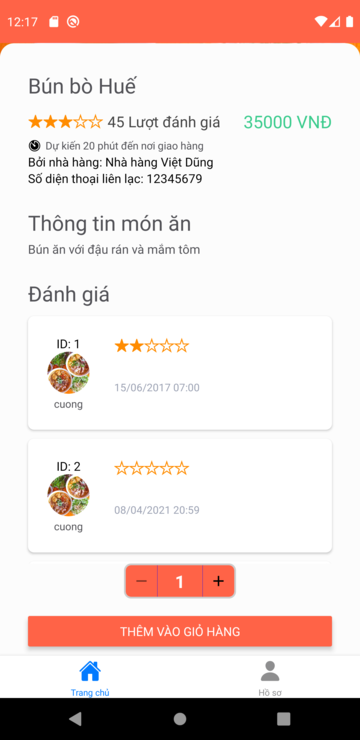 12:17
Bún bò Huế
45 Lượt đánh giá 35000 VNĐ
Dự kiến 20 phút đến nơi giao hàng
Bởi nhà hàng: Nhà hàng Việt Dũng
Số diện thoại liên lạc: 12345679
Thông tin món ăn
Bún ăn với đậu rán và mắm tôm
Đánh giá
ID: 1
15/06/2017 07:00
cuong
ID: 2
08/04/2021 20:59
cuong
1
THÊM VÀO GIỎ HÀNG
Trang chủ
Hồ sơ